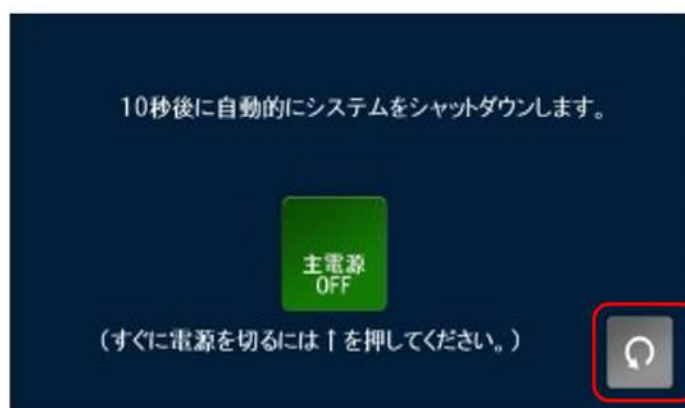 10秒後に自動的にシステムをシャットダウンします。
主電源
OFF
(すぐに電源を切るには↑を押してください。)